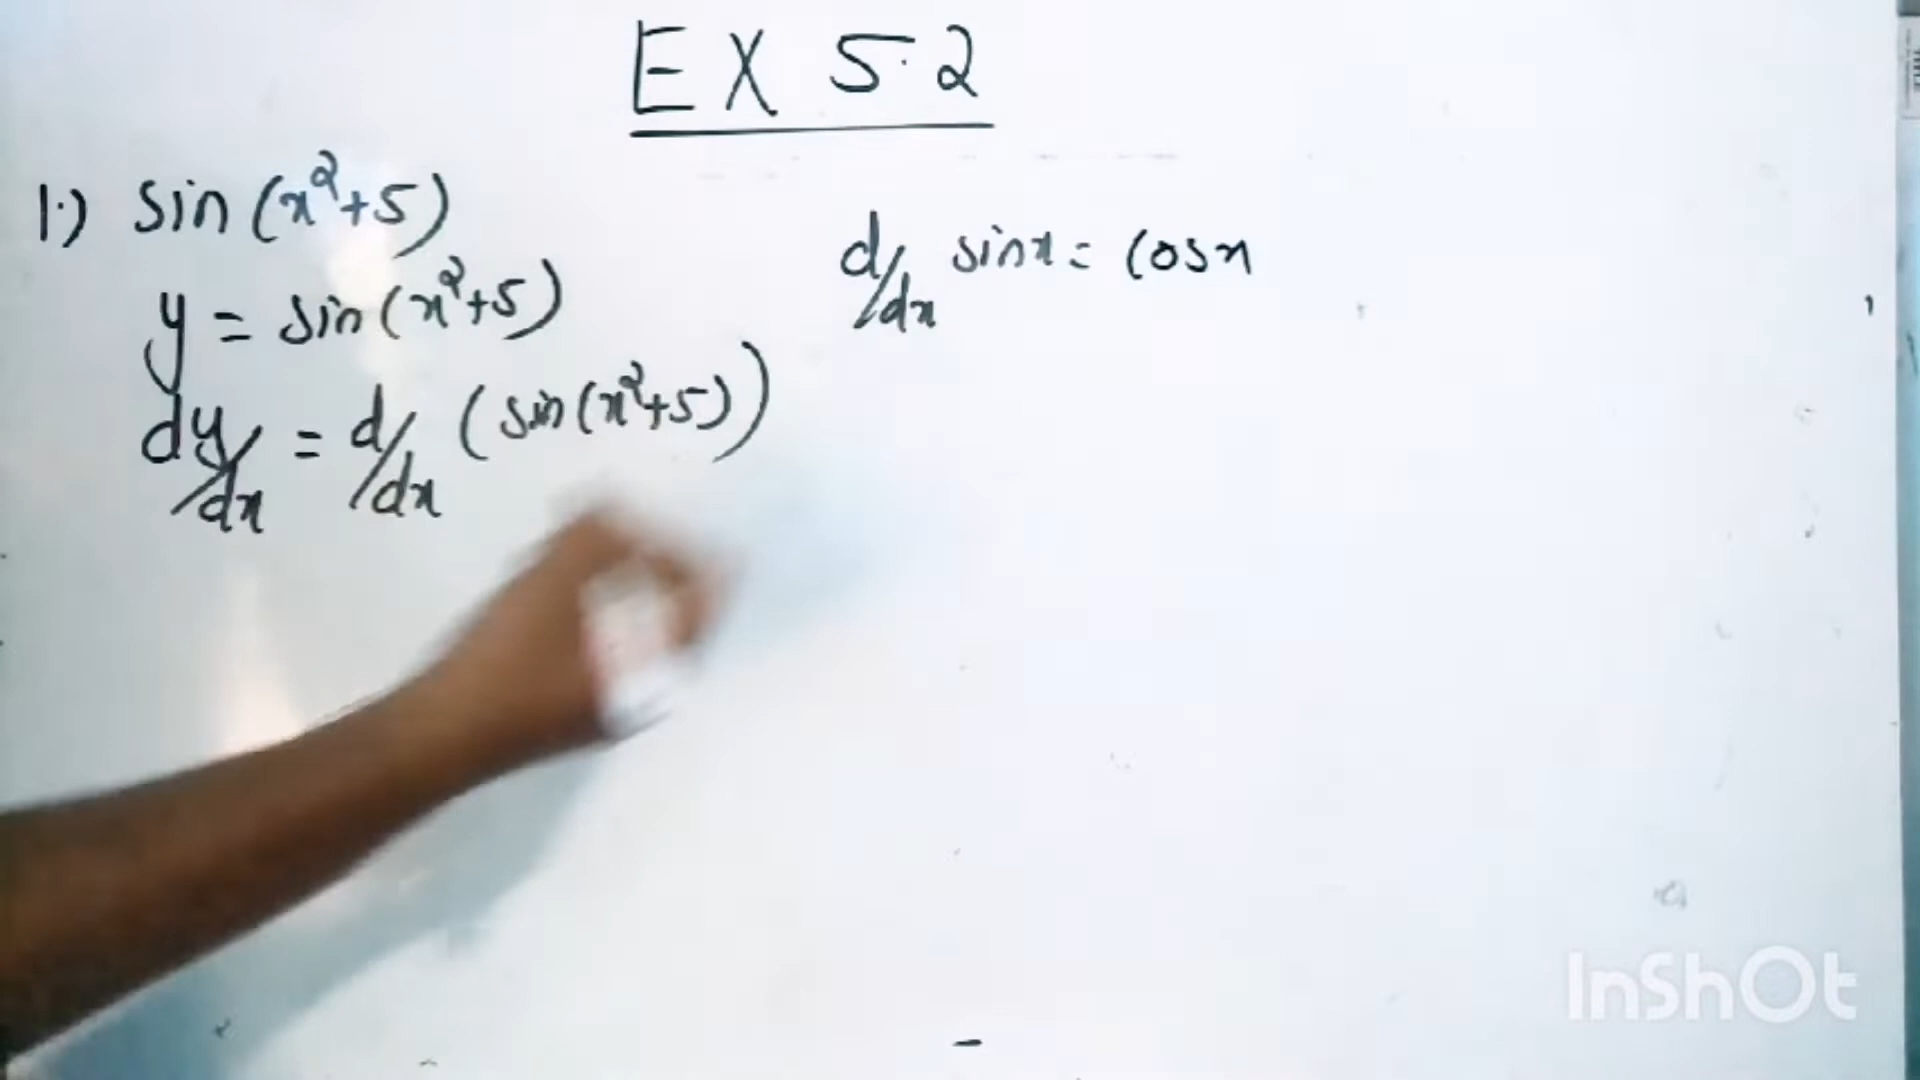 EX 5.2
1.) sin (x²+5)
y = sin (x²+5)
dy/dx = d/dx (sin (x²+5))
d/dx sinx = cosx
InShOt